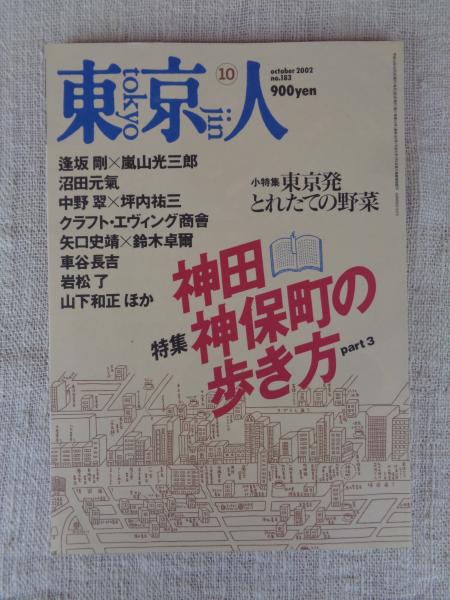 東京人
tokyo
jin
10
october 2002
no.183
900yen
逢坂 剛×嵐山光三郎
沼田元氣
中野 翠×坪内祐三
クラフト・エヴィング商會
矢口史靖×鈴木卓爾
車谷長吉
岩松 了
山下和正 ほか
小特集 東京発
とれたての野菜
特集
神田
神保町の
歩き方
part 3